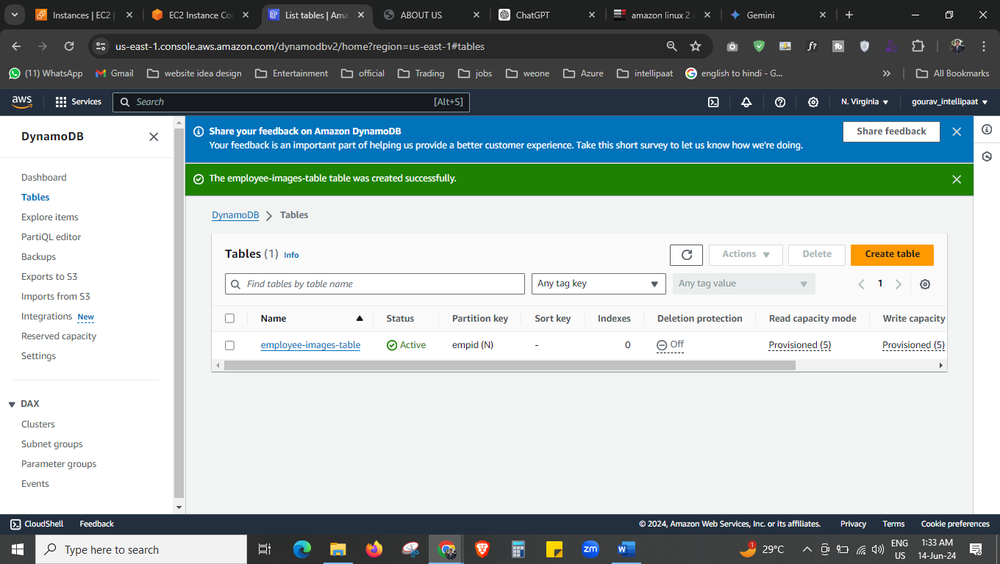 Instances | EC2 |
EC2 Instance Co
List tables | Ama
ABOUT US
ChatGPT
amazon linux 2 a
Gemini
us-east-1.console.aws.amazon.com/dynamodbv2/home?region=us-east-1#tables
f?
tb
(11) WhatsApp
Gmail
website idea design
Entertainment
official
Trading
jobs
weone
Azure
intellipaat
english to hindi - G...
All Bookmarks
aws
Services
Search
[Alt+S]
N. Virginia
gourav_intellipaat
DynamoDB
Dashboard
Tables
Explore items
PartiQL editor
Backups
Exports to S3
Imports from S3
Integrations New
Reserved capacity
Settings
DAX
Clusters
Subnet groups
Parameter groups
Events
Share your feedback on Amazon DynamoDB
Your feedback is an important part of helping us provide a better customer experience. Take this short survey to let us know how we're doing.
Share feedback
The employee-images-table table was created successfully.
DynamoDB
Tables
Tables (1) Info
Actions
Delete
Create table
Find tables by table name
Any tag key
Any tag value
1
Name Status Partition key Sort key Indexes Deletion protection Read capacity mode Write capacity
employee-images-table Active empid (N) - 0 Off Provisioned (5) Provisioned (5)
CloudShell
Feedback
© 2024, Amazon Web Services, Inc. or its affiliates.
Privacy
Terms
Cookie preferences
Type here to search
zm
W
1
29°C
ENG
US
1:33 AM
14-Jun-24